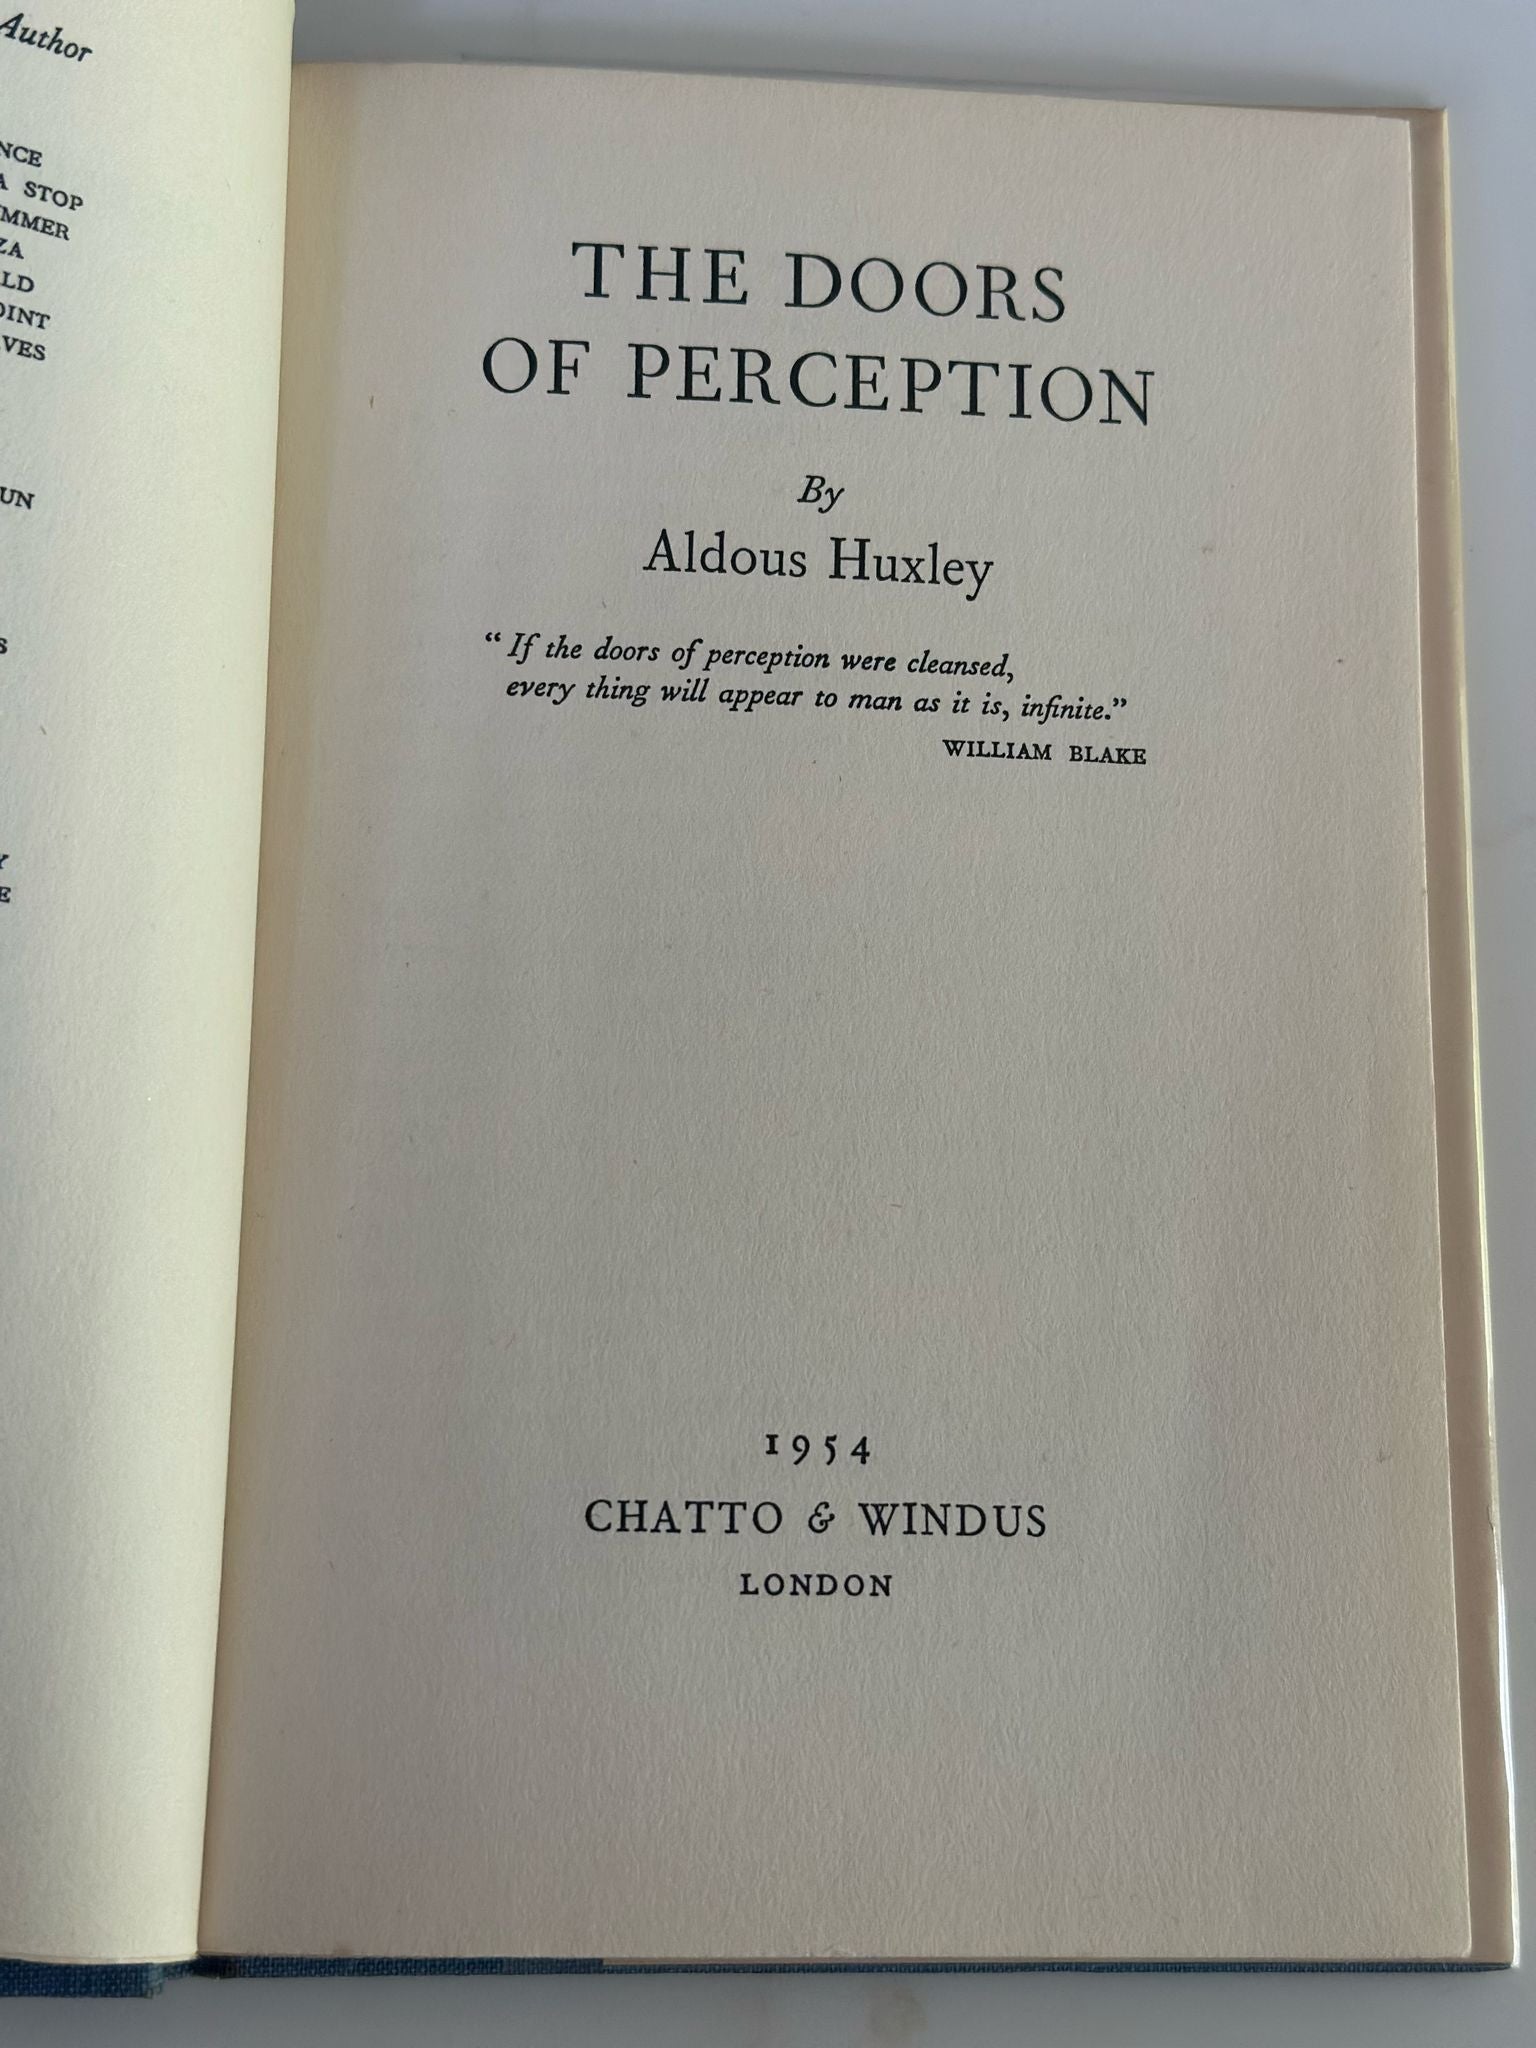 Author
NCE
A STOP
MMER
ZA
LD
OINT
VES
UN
S
Y
E
THE DOORS
OF PERCEPTION
By
Aldous Huxley
“ If the doors of perception were cleansed,
every thing will appear to man as it is, infinite.”
WILLIAM BLAKE
1954
CHATTO & WINDUS
LONDON